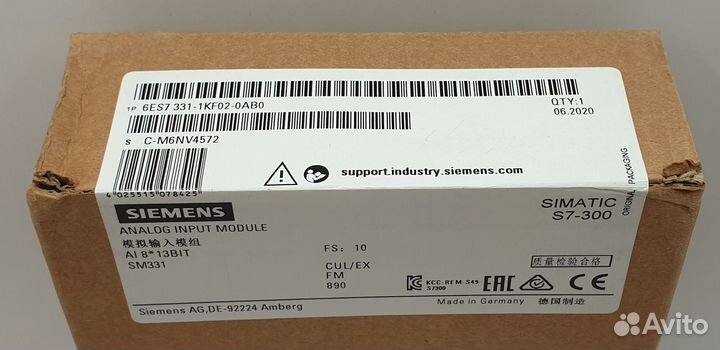 1P 6ES7 331-1KF02-0AB0
QTY:1
06.2020
S C-M6NV4572
support.industry.siemens.com
4 025515 078425
SIEMENS
SIMATIC
S7-300
ORIGINAL PACKAGING
ANALOG INPUT MODULE
模拟输入模组
AI 8*13BIT
SM331
FS: 10
CUL/EX
FM
890
质量检验合格
KCC-REM-S49
S7300
EAC
Made in Germany 德国制造
Siemens AG,DE-92224 Amberg
Avito